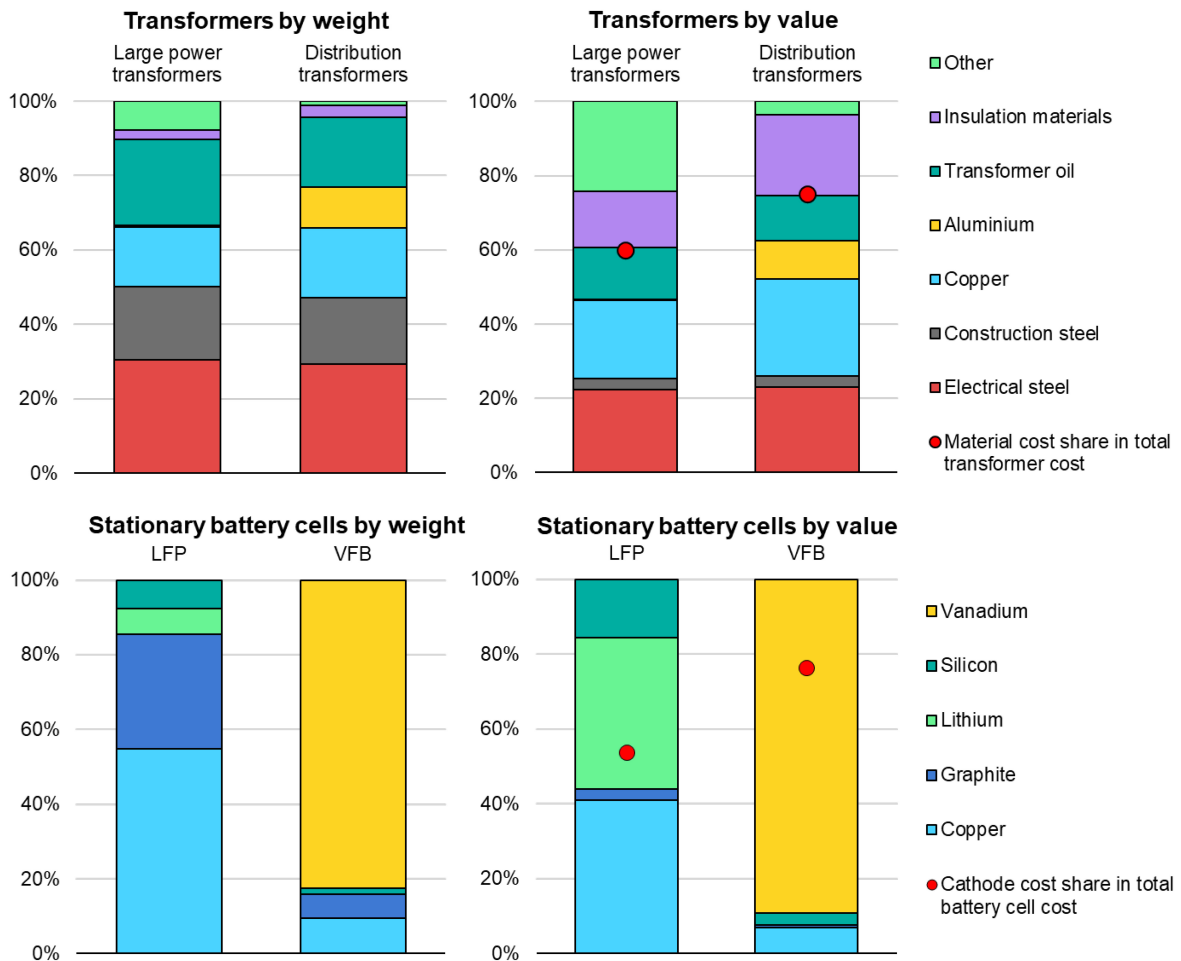 Transformers by weight
Large power
transformers
Distribution
transformers
100%
80%
60%
40%
20%
0%
Transformers by value
Large power
transformers
Distribution
transformers
100%
80%
60%
40%
20%
0%
Other
Insulation materials
Transformer oil
Aluminium
Copper
Construction steel
Electrical steel
Material cost share in total
transformer cost
Stationary battery cells by weight
LFP
VFB
100%
80%
60%
40%
20%
0%
Stationary battery cells by value
LFP
VFB
100%
80%
60%
40%
20%
0%
Vanadium
Silicon
Lithium
Graphite
Copper
Cathode cost share in total
battery cell cost